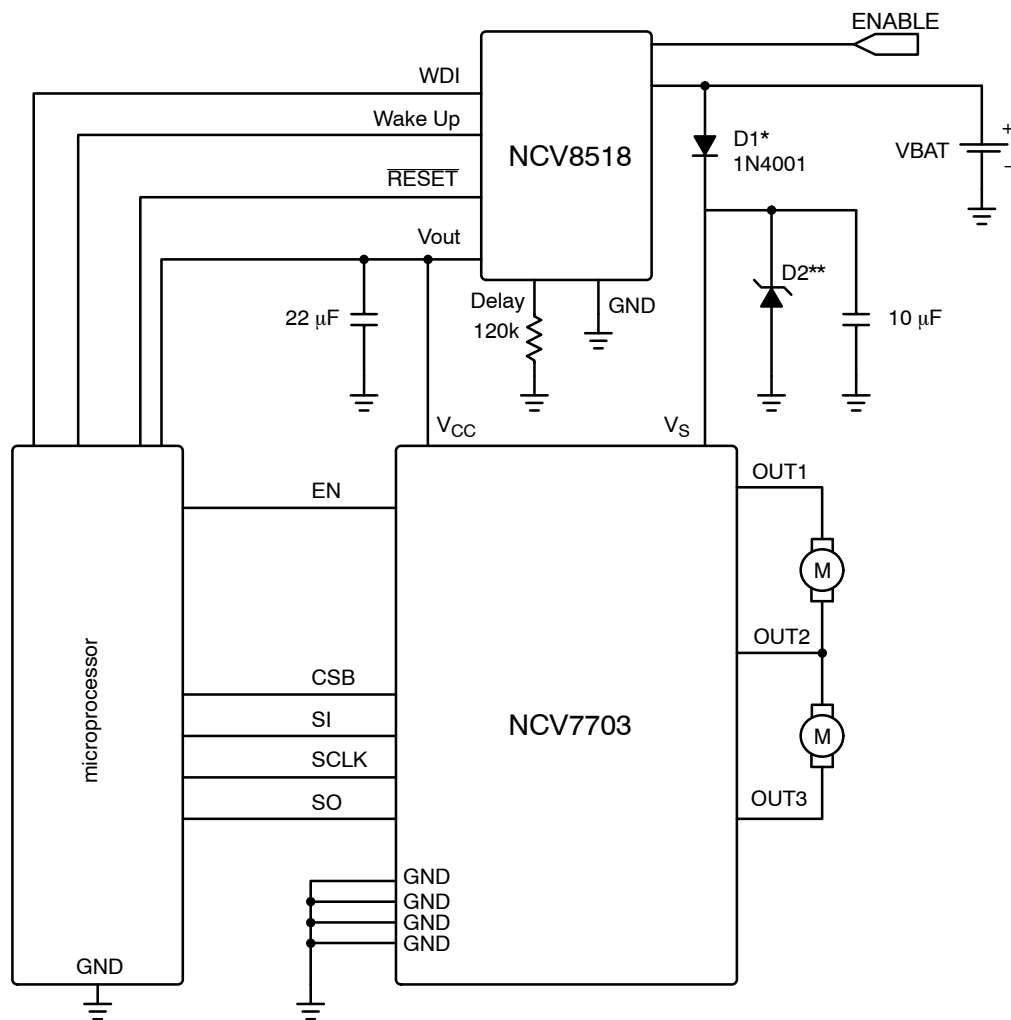 ENABLE
WDI
Wake Up
NCV8518
D1*
1N4001
VBAT
+
−
RESET
Vout
D2**
Delay
120k
GND
22 μF
10 μF
VCC
VS
EN
OUT1
M
OUT2
CSB
SI
SCLK
SO
microprocessor
NCV7703
M
OUT3
GND
GND
GND
GND
GND